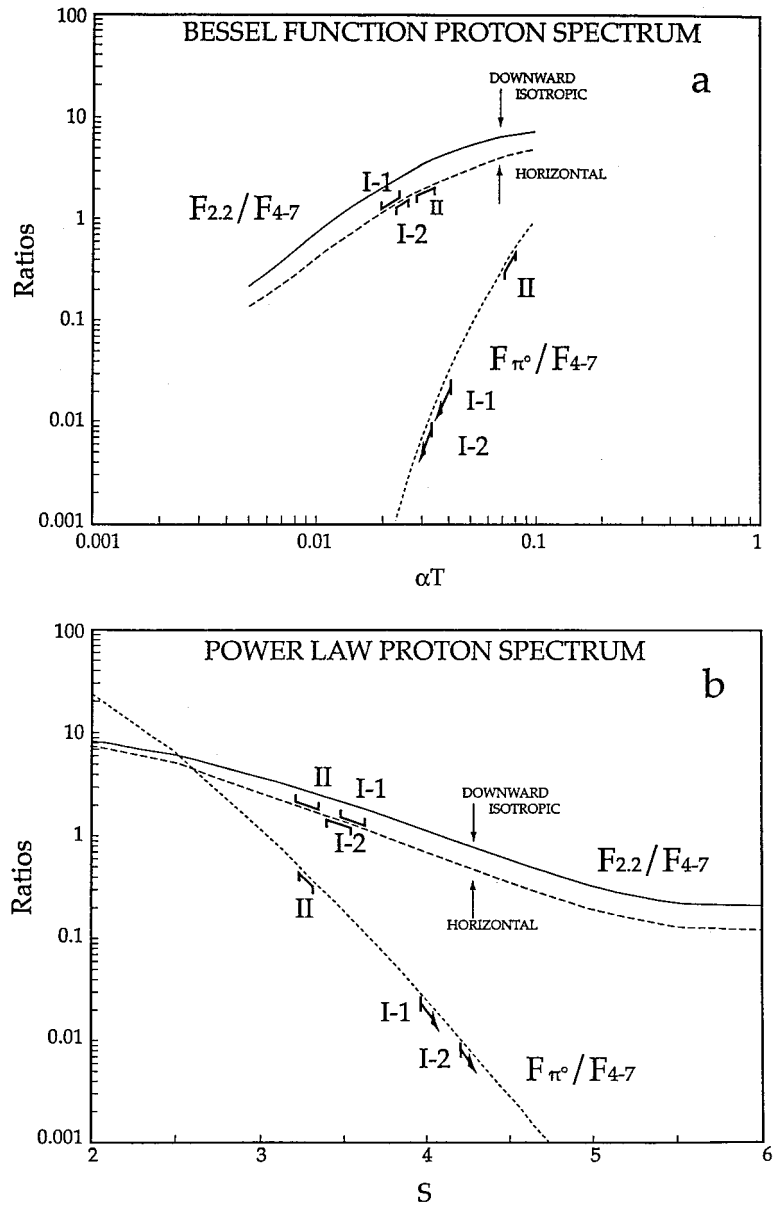 BESSEL FUNCTION PROTON SPECTRUM
a
100
10
1
0.1
0.01
0.001
Ratios
DOWNWARD
ISOTROPIC
HORIZONTAL
F2.2/F4-7
I-1
I-2
II
II
Fπ°/F4-7
I-1
I-2
0.001
0.01
0.1
1
αT
POWER LAW PROTON SPECTRUM
b
100
10
1
0.1
0.01
0.001
Ratios
II
I-1
I-2
DOWNWARD
ISOTROPIC
F2.2/F4-7
HORIZONTAL
II
I-1
I-2
Fπ°/F4-7
2
3
4
5
6
S